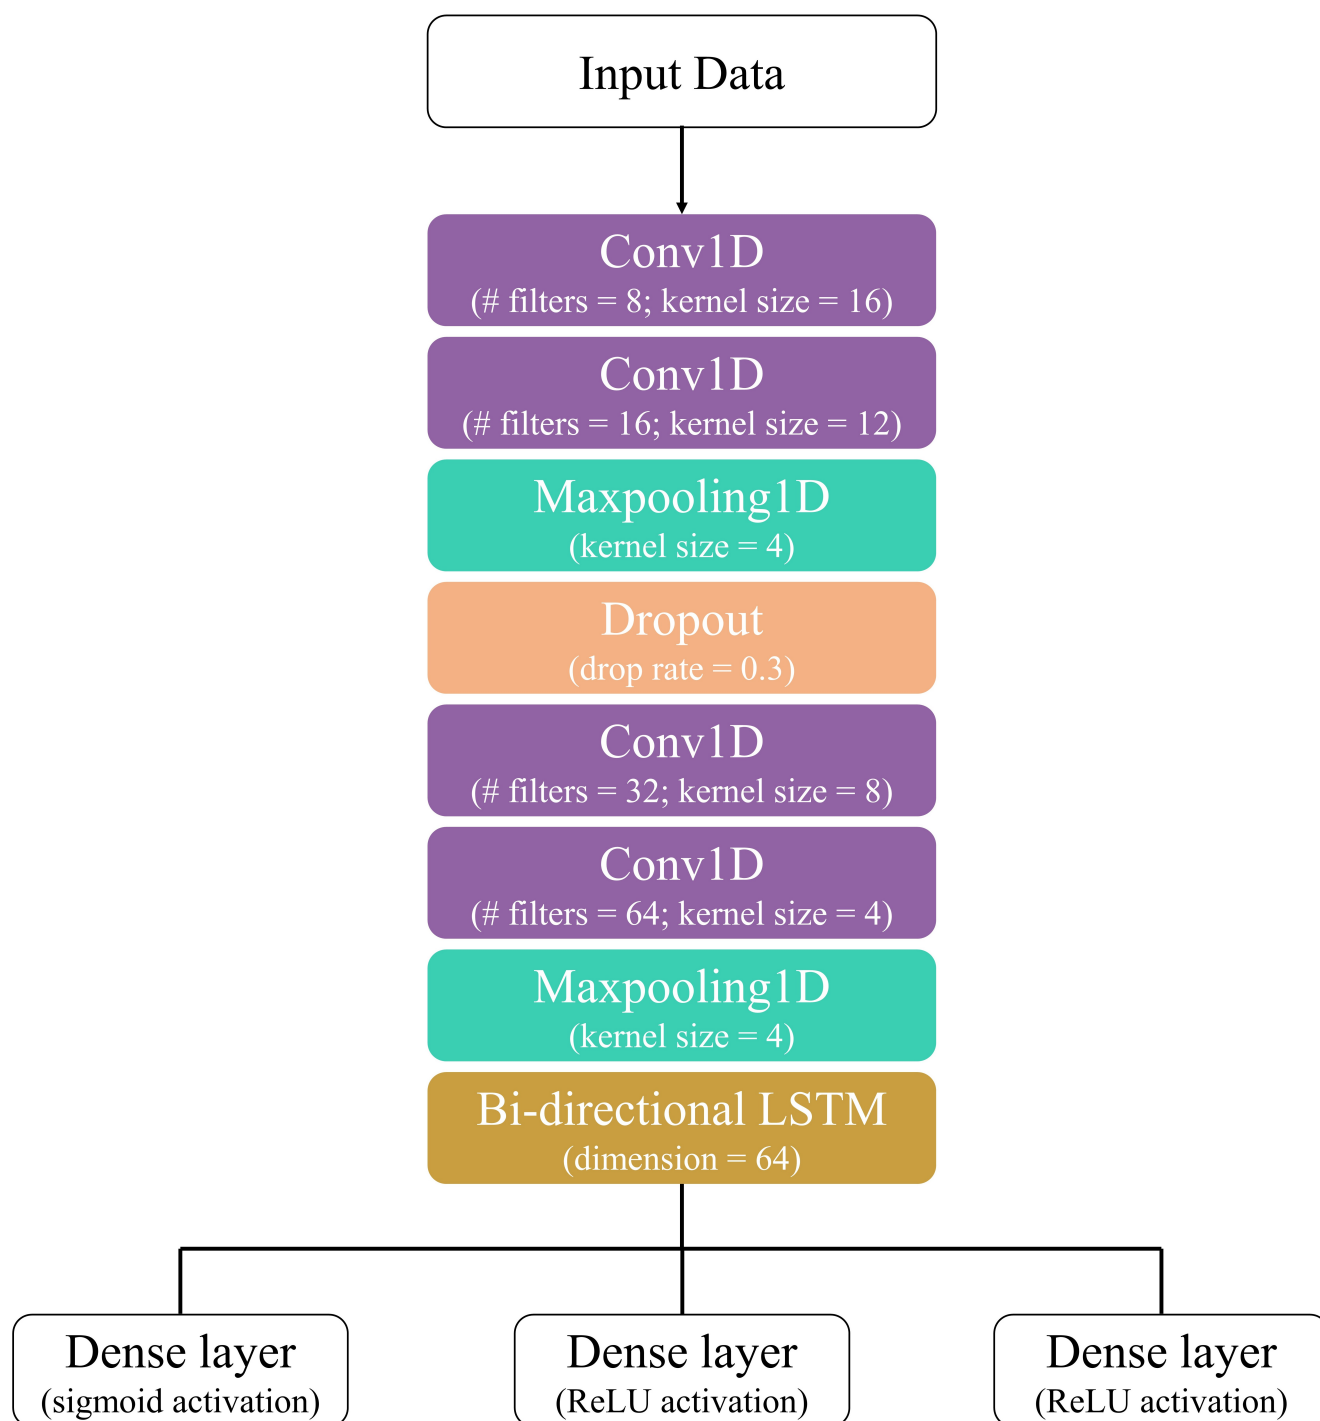 Input Data
Conv1D
(# filters = 8; kernel size = 16)
Conv1D
(# filters = 16; kernel size = 12)
Maxpooling1D
(kernel size = 4)
Dropout
(drop rate = 0.3)
Conv1D
(# filters = 32; kernel size = 8)
Conv1D
(# filters = 64; kernel size = 4)
Maxpooling1D
(kernel size = 4)
Bi-directional LSTM
(dimension = 64)
Dense layer
(sigmoid activation)
Dense layer
(ReLU activation)
Dense layer
(ReLU activation)